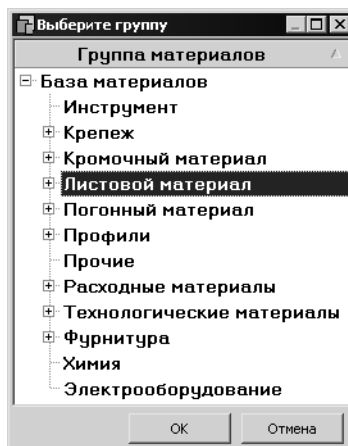 Выберите группу
Группа материалов
База материалов
Инструмент
Крепеж
Кромочный материал
Листовой материал
Погонный материал
Профили
Прочие
Расходные материалы
Технологические материалы
Фурнитура
Химия
Электрооборудование
OK Отмена